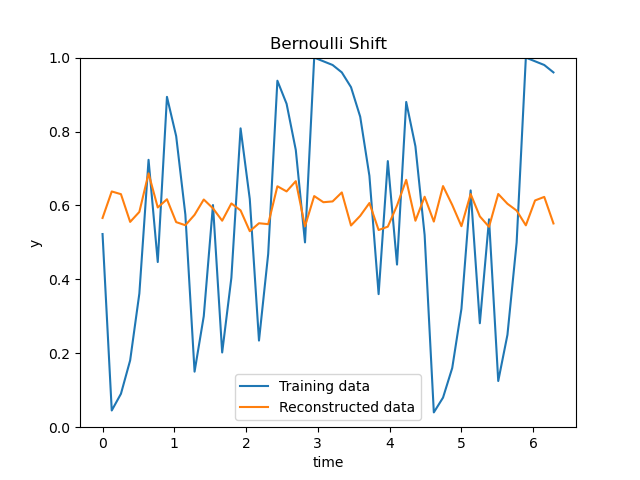 Bernoulli Shift
1.0
0.8
0.6
0.4
0.2
0.0
y
Training data
Reconstructed data
0 1 2 3 4 5 6
time